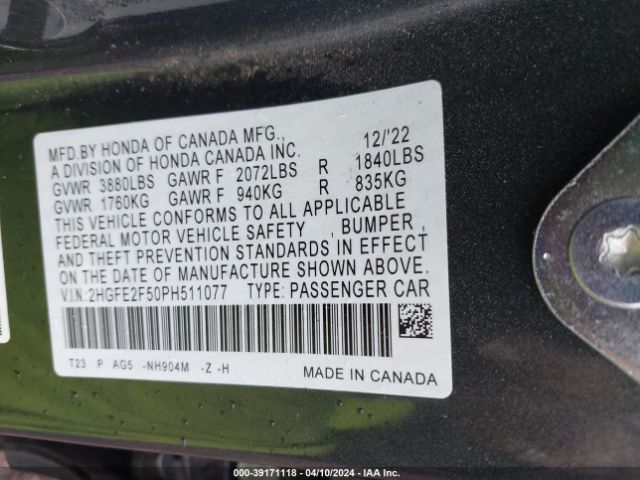 MFD.BY HONDA OF CANADA MFG., 12/'22
A DIVISION OF HONDA CANADA INC.
GVWR 3880LBS GAWR F 2072LBS R 1840LBS
GVWR 1760KG GAWR F 940KG R 835KG
THIS VEHICLE CONFORMS TO ALL APPLICABLE
FEDERAL MOTOR VEHICLE SAFETY , BUMPER,
AND THEFT PREVENTION STANDARDS IN EFFECT
ON THE DATE OF MANUFACTURE SHOWN ABOVE.
V.I.N.:2HGFE2F50PH511077 TYPE: PASSENGER CAR
T23 P AG5 -NH904M -Z -H
MADE IN CANADA
000-39171118 | 04/10/2024 | IAA Inc.